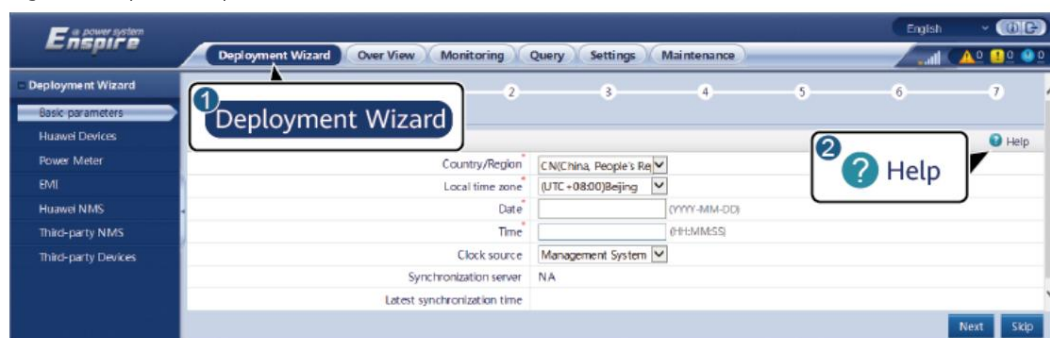 a power system
Enspire
English
Deployment Wizard
Over View
Monitoring
Query
Settings
Maintenance
0
0
0
Deployment Wizard
Basic parameters
Huawei Devices
Power Meter
EMI
Huawei NMS
Third-party NMS
Third-party Devices
1
Deployment Wizard
2
3
4
5
6
7
Help
2
? Help
Country/Region * CN(China, People's Re
Local time zone * (UTC+08:00)Beijing
Date * (YYYY-MM-DD)
Time * (HH:MM:SS)
Clock source Management System
Synchronization server NA
Latest synchronization time
Next
Skip